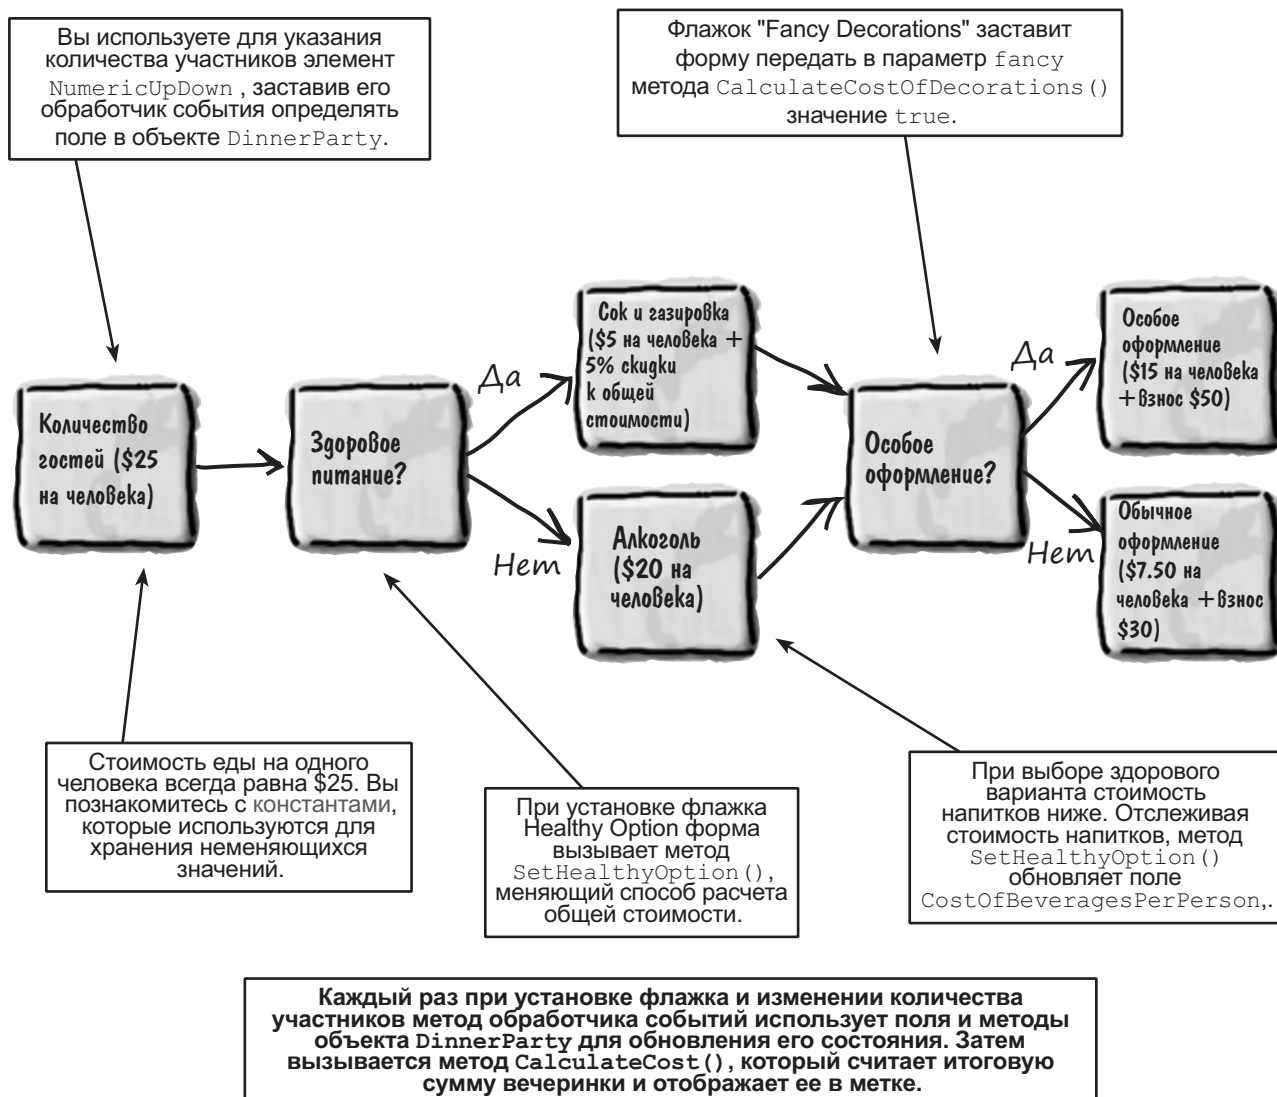 Вы используете для указания
количества участников элемент
NumericUpDown , заставив его
обработчик события определять
поле в объекте DinnerParty.
Флажок "Fancy Decorations" заставит
форму передать в параметр fancy
метода CalculateCostOfDecorations()
значение true.
Количество
гостей ($25
на человека)
Здоровое
питание?
Да
Нет
Сок и газировка
($5 на человека +
5% скидки
к общей
стоимости)
Алкоголь
($20 на
человека)
Особое
оформление?
Да
Нет
Особое
оформление
($15 на человека
+взнос $50)
Обычное
оформление
($7.50 на
человека +взнос
$30)
Стоимость еды на одного
человека всегда равна $25. Вы
познакомитесь с константами,
которые используются для
хранения неменяющихся
значений.
При установке флажка
Healthy Option форма
вызывает метод
SetHealthyOption(),
меняющий способ расчета
общей стоимости.
При выборе здорового
варианта стоимость
напитков ниже. Отслеживая
стоимость напитков, метод
SetHealthyOption()
обновляет поле
CostOfBeveragesPerPerson,.
Каждый раз при установке флажка и изменении количества
участников метод обработчика событий использует поля и методы
объекта DinnerParty для обновления его состояния. Затем
вызывается метод CalculateCost(), который считает итоговую
сумму вечеринки и отображает ее в метке.